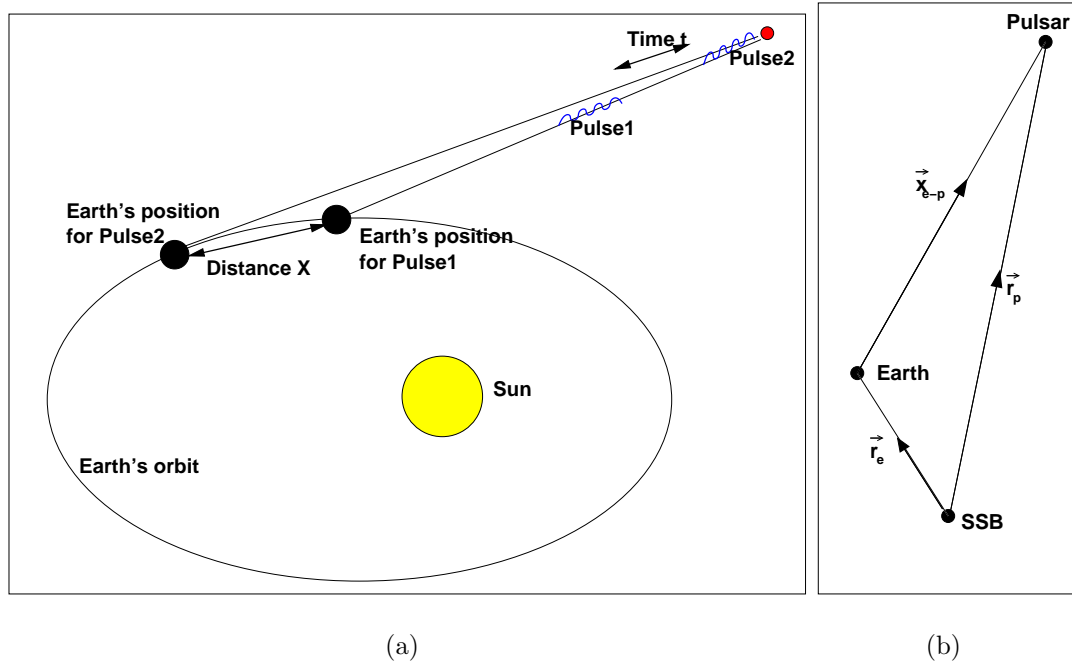 Time t
Pulse2
Pulse1
Earth's position
for Pulse2
Earth's position
for Pulse1
Distance X
Sun
Earth's orbit
(a)
Pulsar
x e-p
r p
Earth
r e
SSB
(b)